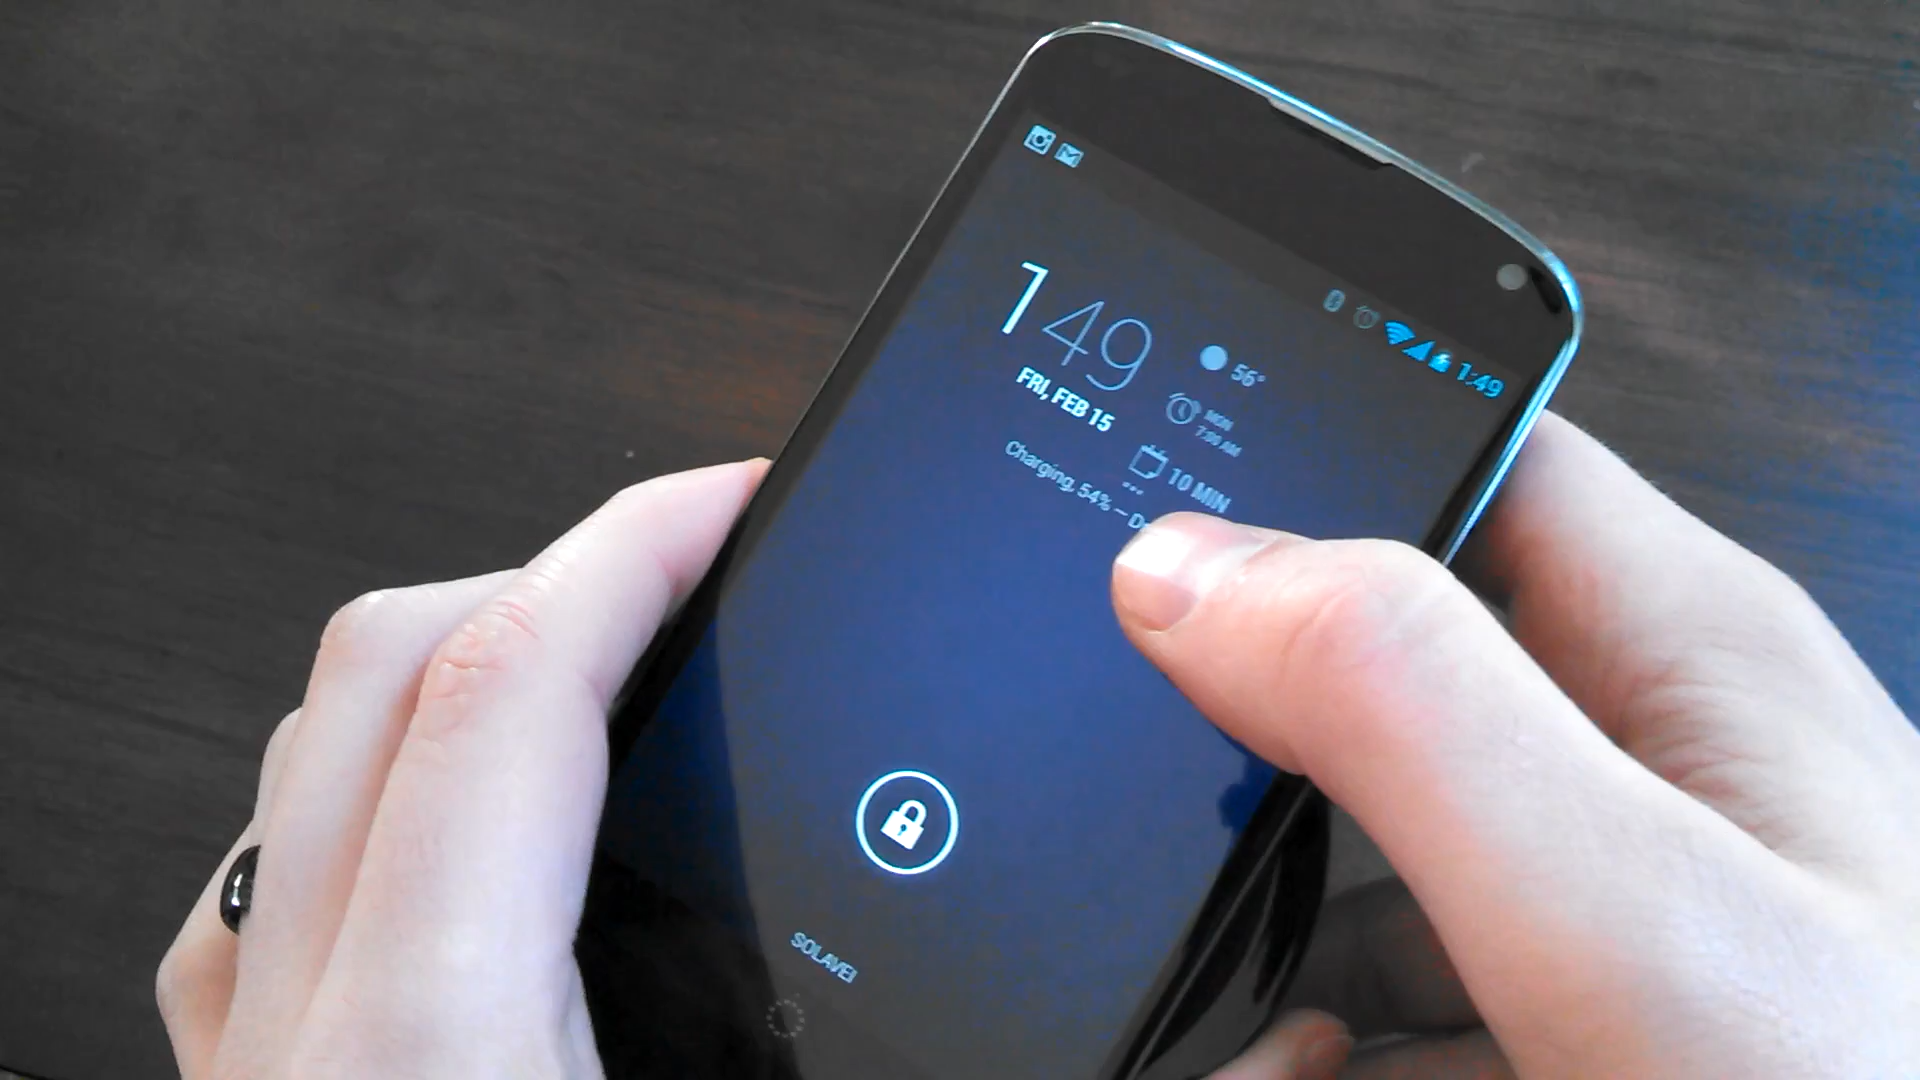 1:49
149
56°
FRI, FEB 15
MON
7:00 AM
10 MIN
Charging, 54% –
SOLAVEI